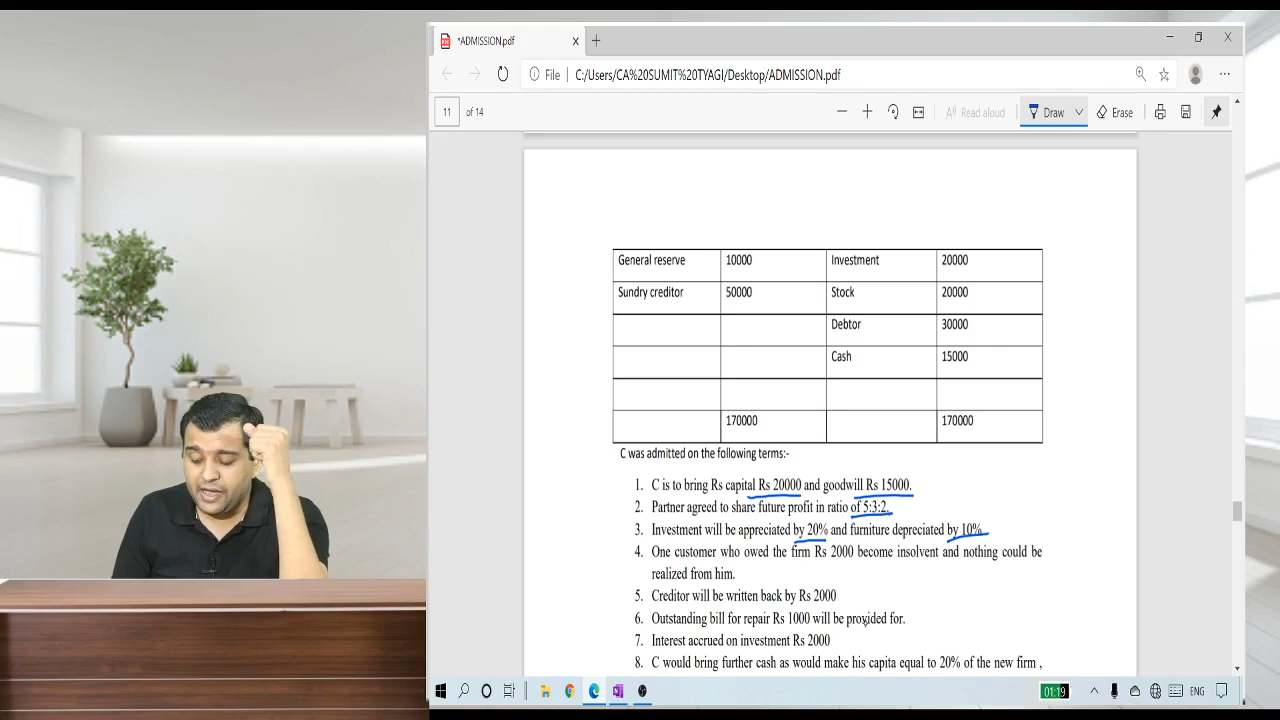 *ADMISSION.pdf
File | C:/Users/CA%20SUMIT%20TYAGI/Desktop/ADMISSION.pdf
11 of 14 Read aloud Draw Erase
General reserve 10000 Investment 20000
Sundry creditor 50000 Stock 20000
Debtor 30000
Cash 15000
170000 170000
C was admitted on the following terms:-
1. C is to bring Rs capital Rs 20000 and goodwill Rs 15000.
2. Partner agreed to share future profit in ratio of 5:3:2.
3. Investment will be appreciated by 20% and furniture depreciated by 10%
4. One customer who owed the firm Rs 2000 become insolvent and nothing could be
realized from him.
5. Creditor will be written back by Rs 2000
6. Outstanding bill for repair Rs 1000 will be provided for.
7. Interest accrued on investment Rs 2000
8. C would bring further cash as would make his capita equal to 20% of the new firm ,
01:19 ENG